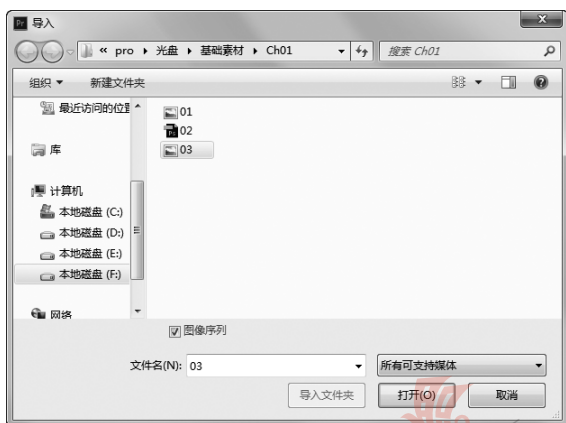 Pr 导入
« pro 光盘 基础素材 Ch01 搜索 Ch01
组织 新建文件夹
最近访问的位置
库
计算机
本地磁盘 (C:)
本地磁盘 (D:)
本地磁盘 (E:)
本地磁盘 (F:)
网络
01
02
03
图像序列
文件名(N): 03 所有可支持媒体
导入文件夹 打开(O) 取消